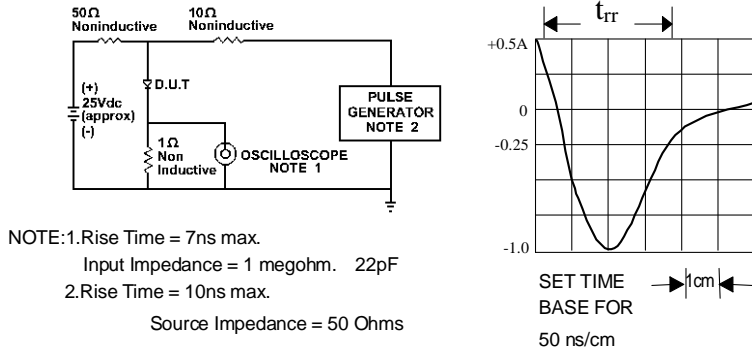 50Ω
Noninductive
10Ω
Noninductive
D.U.T
(+)
25Vdc
(approx)
(-)
1Ω
Non
Inductive
OSCILLOSCOPE
NOTE 1
PULSE
GENERATOR
NOTE 2
NOTE:1.Rise Time = 7ns max.
Input Impedance = 1 megohm. 22pF
2.Rise Time = 10ns max.
Source Impedance = 50 Ohms
trr
+0.5A
0
-0.25
-1.0
SET TIME
BASE FOR
50 ns/cm
1cm